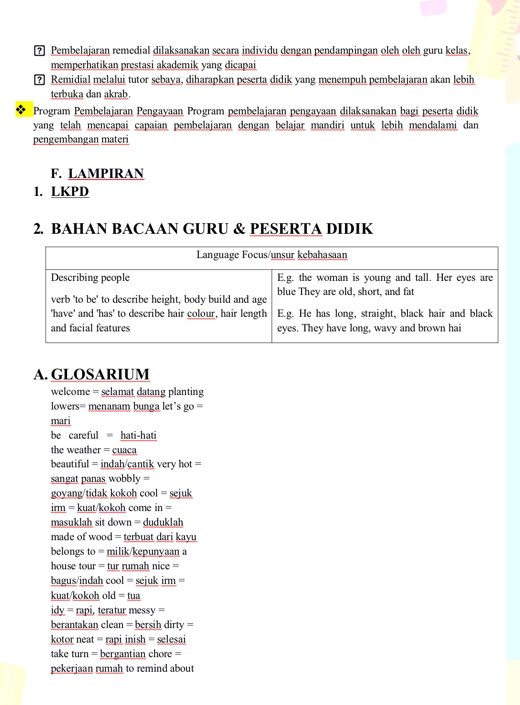 Pembelajaran remedial dilaksanakan secara individu dengan pendampingan oleh oleh guru kelas,
memperhatikan prestasi akademik yang dicapai
Remidial melalui tutor sebaya, diharapkan peserta didik yang menempuh pembelajaran akan lebih
terbuka dan akrab.
❖ Program Pembelajaran Pengayaan Program pembelajaran pengayaan dilaksanakan bagi peserta didik
yang telah mencapai capaian pembelajaran dengan belajar mandiri untuk lebih mendalami dan
pengembangan materi
F. LAMPIRAN
1. LKPD
2. BAHAN BACAAN GURU & PESERTA DIDIK
Language Focus/unsur kebahasaan
Describing people
verb 'to be' to describe height, body build and age
'have' and 'has' to describe hair colour, hair length
and facial features
E.g. the woman is young and tall. Her eyes are
blue They are old, short, and fat
E.g. He has long, straight, black hair and black
eyes. They have long, wavy and brown hai
A. GLOSARIUM
welcome = selamat datang planting
lowers= menanam bunga let's go =
mari
be careful = hati-hati
the weather = cuaca
beautiful = indah/cantik very hot =
sangat panas wobbly =
goyang/tidak kokoh cool = sejuk
irm = kuat/kokoh come in =
masuklah sit down = duduklah
made of wood = terbuat dari kayu
belongs to = milik/kepunyaan a
house tour = tur rumah nice =
bagus/indah cool = sejuk irm =
kuat/kokoh old = tua
idy = rapi, teratur messy =
berantakan clean = bersih dirty =
kotor neat = rapi inish = selesai
take turn = bergantian chore =
pekerjaan rumah to remind about